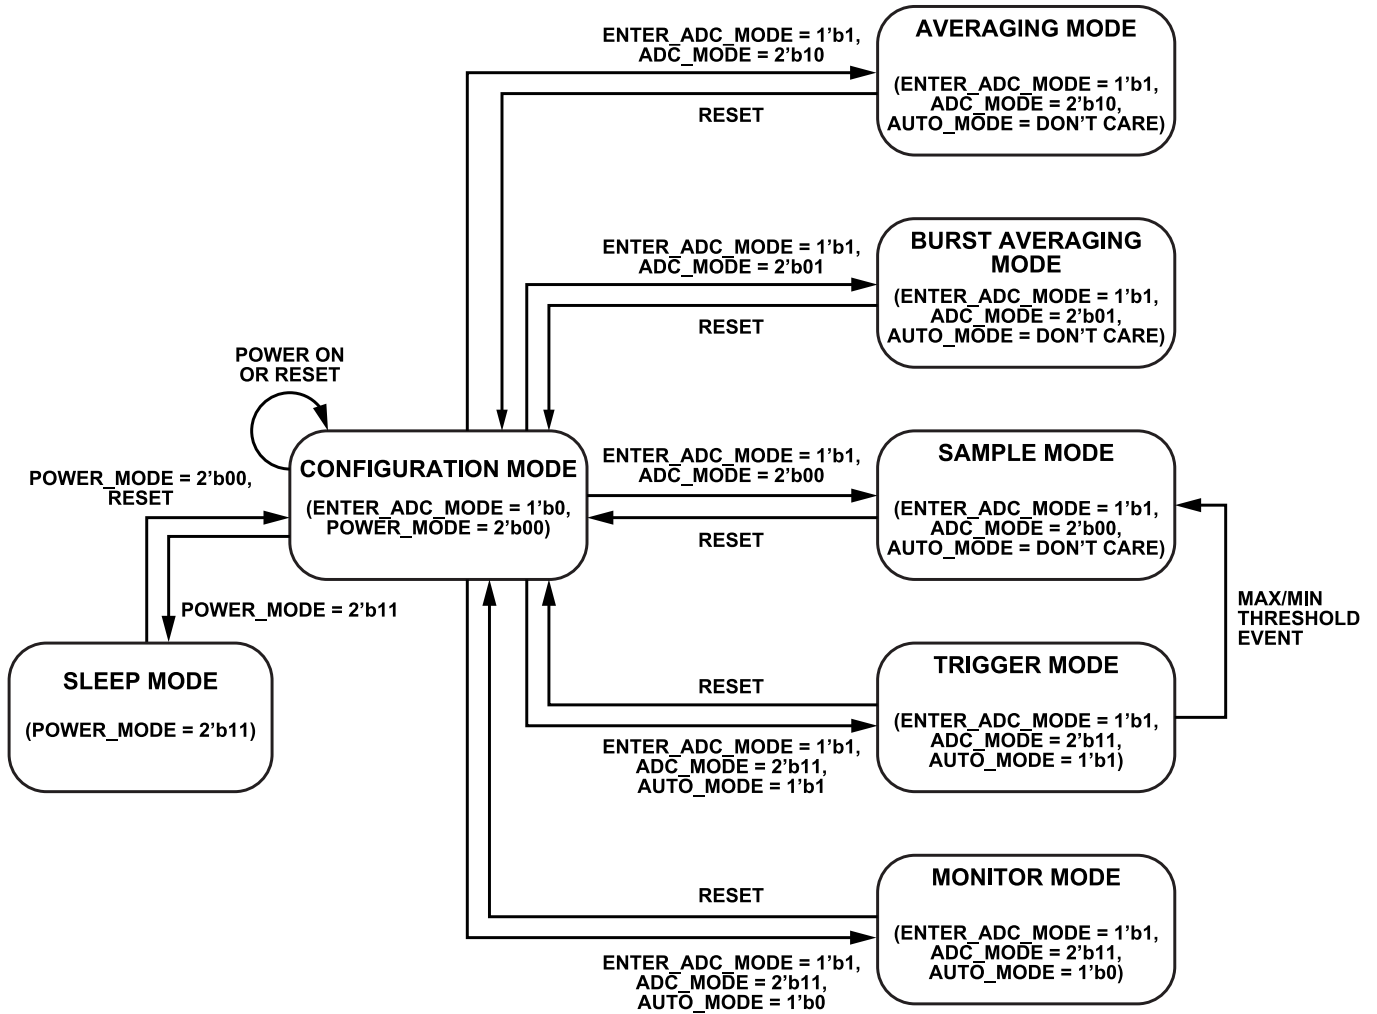 ENTER_ADC_MODE = 1’b1,
ADC_MODE = 2’b10
RESET
AVERAGING MODE
(ENTER_ADC_MODE = 1’b1,
ADC_MODE = 2’b10,
AUTO_MODE = DON’T CARE)
ENTER_ADC_MODE = 1’b1,
ADC_MODE = 2’b01
RESET
BURST AVERAGING
MODE
(ENTER_ADC_MODE = 1’b1,
ADC_MODE = 2’b01,
AUTO_MODE = DON’T CARE)
POWER ON
OR RESET
CONFIGURATION MODE
(ENTER_ADC_MODE = 1’b0,
POWER_MODE = 2’b00)
POWER_MODE = 2’b00,
RESET
POWER_MODE = 2’b11
SLEEP MODE
(POWER_MODE = 2’b11)
ENTER_ADC_MODE = 1’b1,
ADC_MODE = 2’b00
RESET
SAMPLE MODE
(ENTER_ADC_MODE = 1’b1,
ADC_MODE = 2’b00,
AUTO_MODE = DON’T CARE)
MAX/MIN
THRESHOLD
EVENT
RESET
ENTER_ADC_MODE = 1’b1,
ADC_MODE = 2’b11,
AUTO_MODE = 1’b1
TRIGGER MODE
(ENTER_ADC_MODE = 1’b1,
ADC_MODE = 2’b11,
AUTO_MODE = 1’b1)
RESET
ENTER_ADC_MODE = 1’b1,
ADC_MODE = 2’b11,
AUTO_MODE = 1’b0
MONITOR MODE
(ENTER_ADC_MODE = 1’b1,
ADC_MODE = 2’b11,
AUTO_MODE = 1’b0)